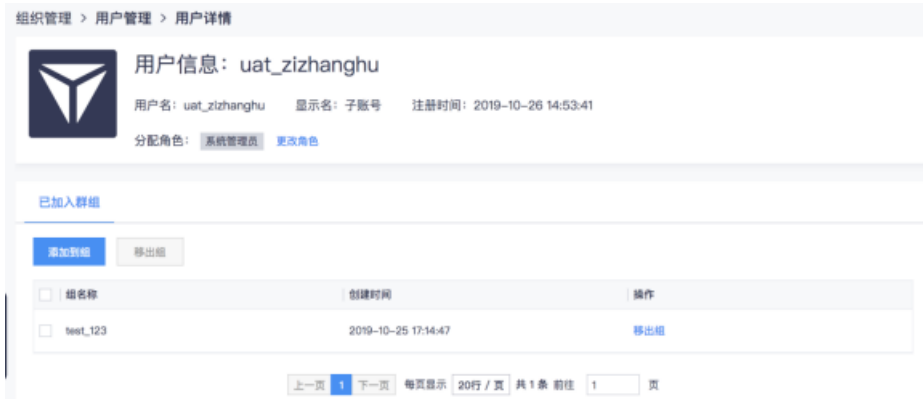 组织管理 > 用户管理 > 用户详情
用户信息：uat_zizhanghu
用户名：uat_zizhanghu 显示名：子账号 注册时间：2019-10-26 14:53:41
分配角色： 系统管理员 更改角色
已加入群组
添加到组 移出组
组名称 创建时间 操作
test_123 2019-10-25 17:14:47 移出组
上一页 1 下一页 每页显示 20行 / 页 共 1 条 前往 1 页